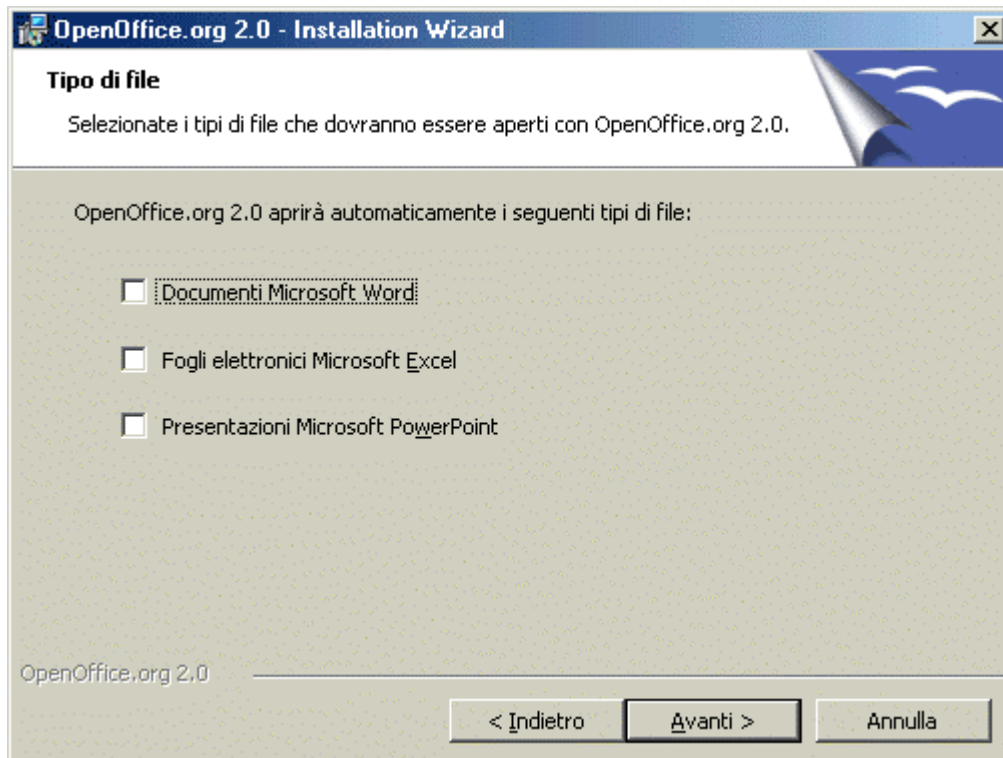 OpenOffice.org 2.0 - Installation Wizard
Tipo di file
Selezionate i tipi di file che dovranno essere aperti con OpenOffice.org 2.0.
OpenOffice.org 2.0 aprirà automaticamente i seguenti tipi di file:
Documenti Microsoft Word
Fogli elettronici Microsoft Excel
Presentazioni Microsoft PowerPoint
OpenOffice.org 2.0
< Indietro Avanti > Annulla